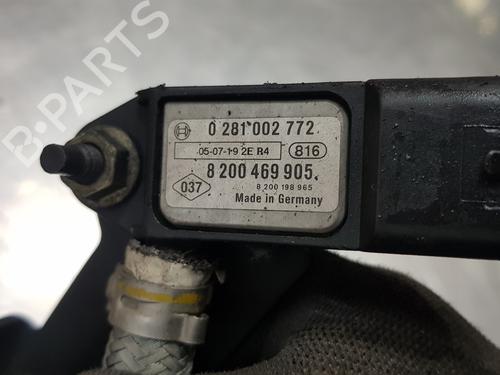 B-PARTS
0 281 002 772
05-07-19 2E R4 816
8 200 469 905
037 8 200 198 965
Made in Germany